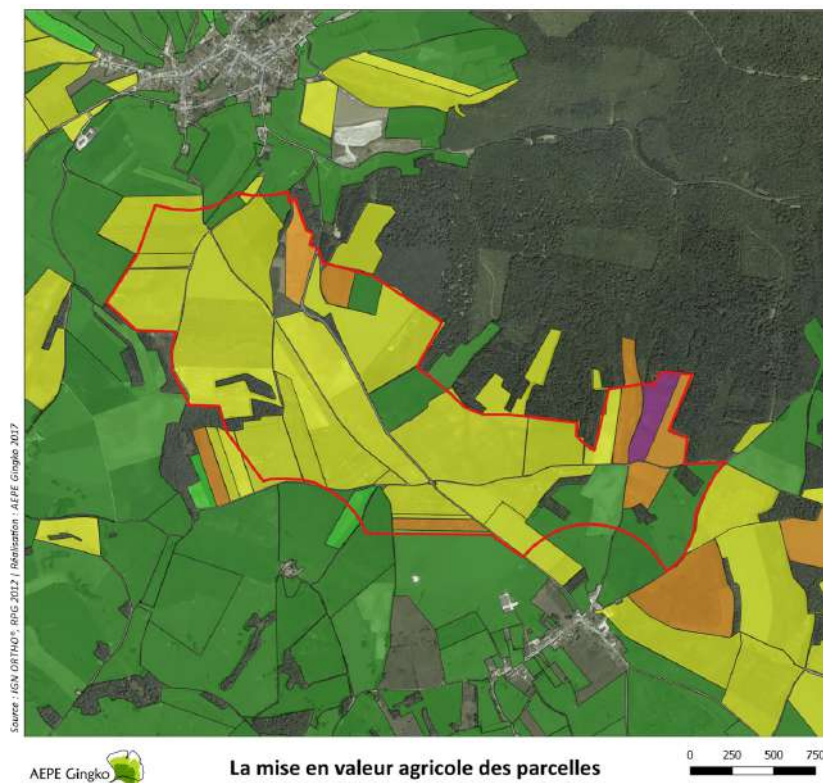 Source : IGN ORTHO®, RPG 2012 | Réalisation : AEPE Gingko 2017
AEPE Gingko
La mise en valeur agricole des parcelles
0 250 500 750